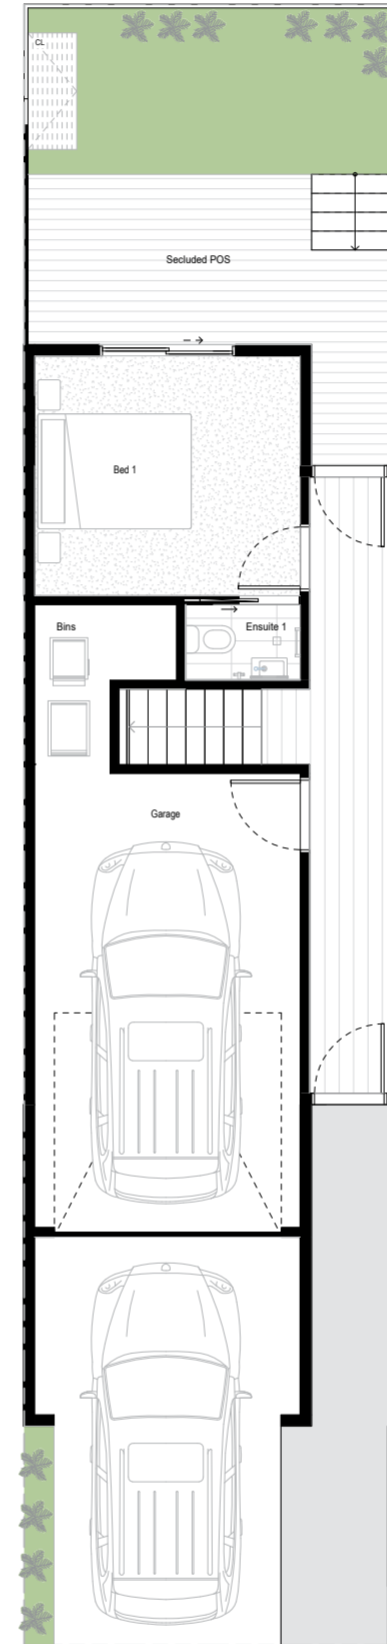 CL
Secluded POS
Bed 1
Bins
Ensuite 1
Garage